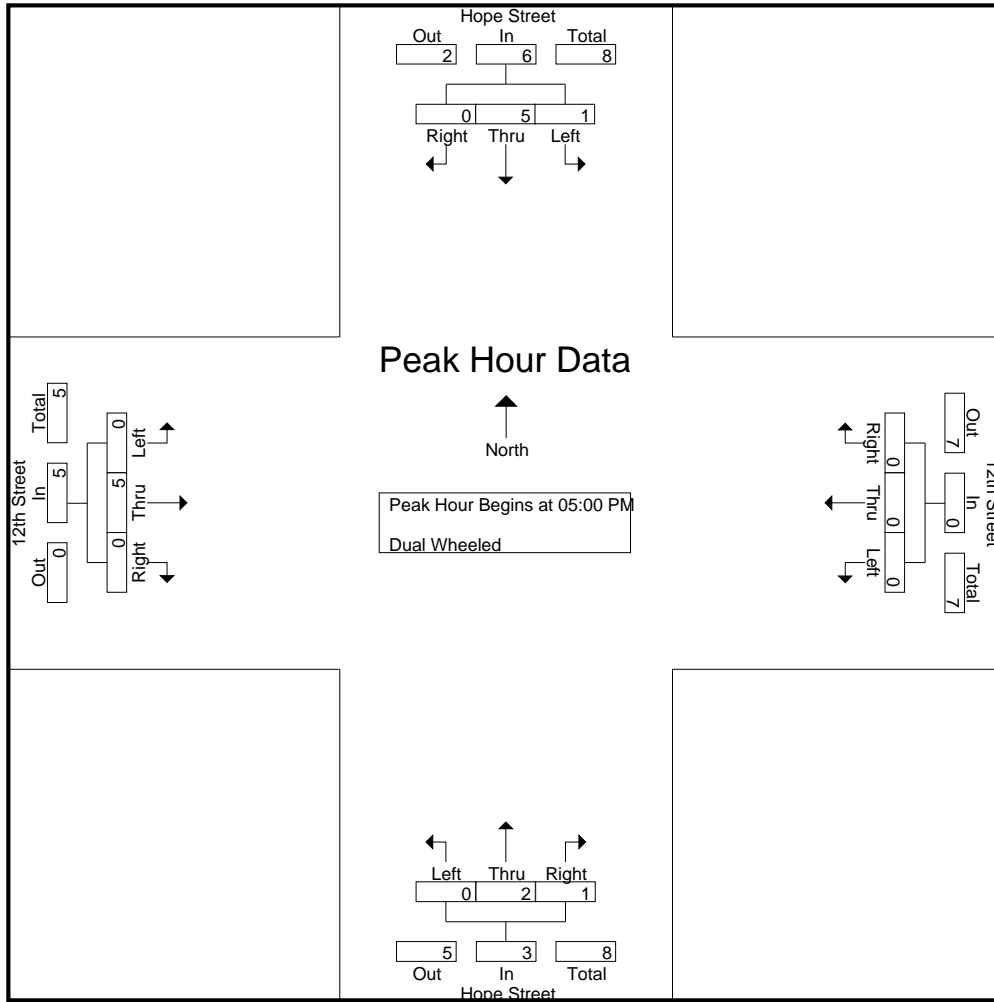 Hope Street
Out In Total
2 6 8
0 5 1
Right Thru Left
Peak Hour Data
North
Peak Hour Begins at 05:00 PM
Dual Wheeled
12th Street
Out In Total
0 5 5
Left Thru Right
0 5 0
12th Street
Out In Total
7 0 7
Right Thru Left
0 0 0
Left Thru Right
0 2 1
5 3 8
Out In Total
Hope Street